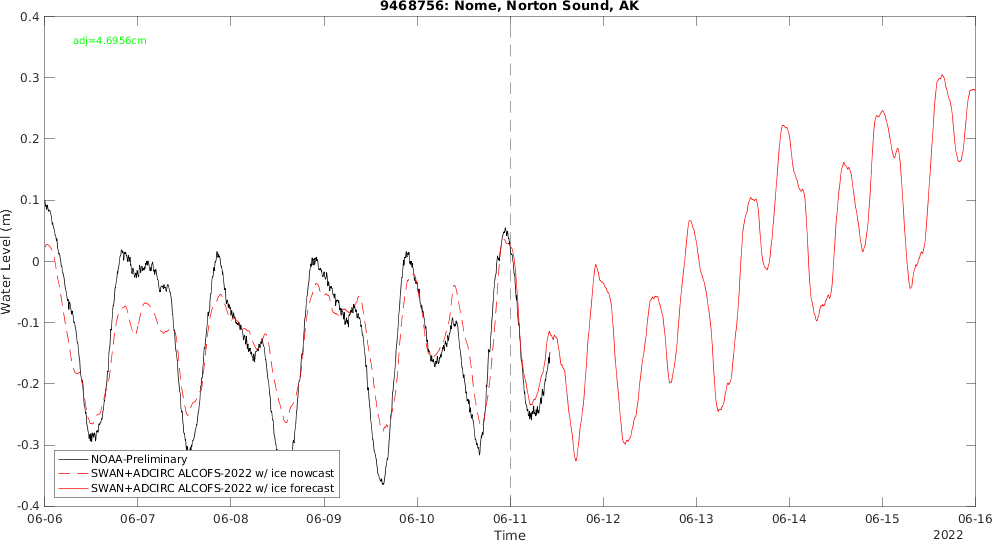 9468756: Nome, Norton Sound, AK
adj=4.6956cm
0.4
0.3
0.2
0.1
0
-0.1
-0.2
-0.3
-0.4
Water Level (m)
NOAA-Preliminary
SWAN+ADCIRC ALCOFS-2022 w/ ice nowcast
SWAN+ADCIRC ALCOFS-2022 w/ ice forecast
06-06 06-07 06-08 06-09 06-10 06-11 06-12 06-13 06-14 06-15 06-16
Time
2022